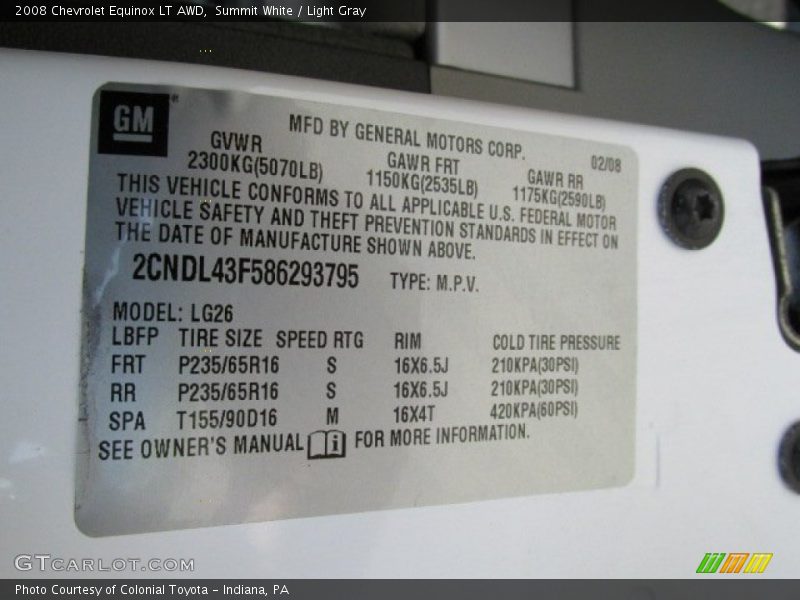 2008 Chevrolet Equinox LT AWD, Summit White / Light Gray
GM
MFD BY GENERAL MOTORS CORP.
02/08
GVWR GAWR FRT GAWR RR
2300KG(5070LB) 1150KG(2535LB) 1175KG(2590LB)
THIS VEHICLE CONFORMS TO ALL APPLICABLE U.S. FEDERAL MOTOR
VEHICLE SAFETY AND THEFT PREVENTION STANDARDS IN EFFECT ON
THE DATE OF MANUFACTURE SHOWN ABOVE.
2CNDL43F586293795 TYPE: M.P.V.
MODEL: LG26
LBFP TIRE SIZE SPEED RTG RIM COLD TIRE PRESSURE
FRT P235/65R16 S 16X6.5J 210KPA(30PSI)
RR P235/65R16 S 16X6.5J 210KPA(30PSI)
SPA T155/90D16 M 16X4T 420KPA(60PSI)
SEE OWNER'S MANUAL i FOR MORE INFORMATION.
GTCARLOT.COM
Photo Courtesy of Colonial Toyota - Indiana, PA